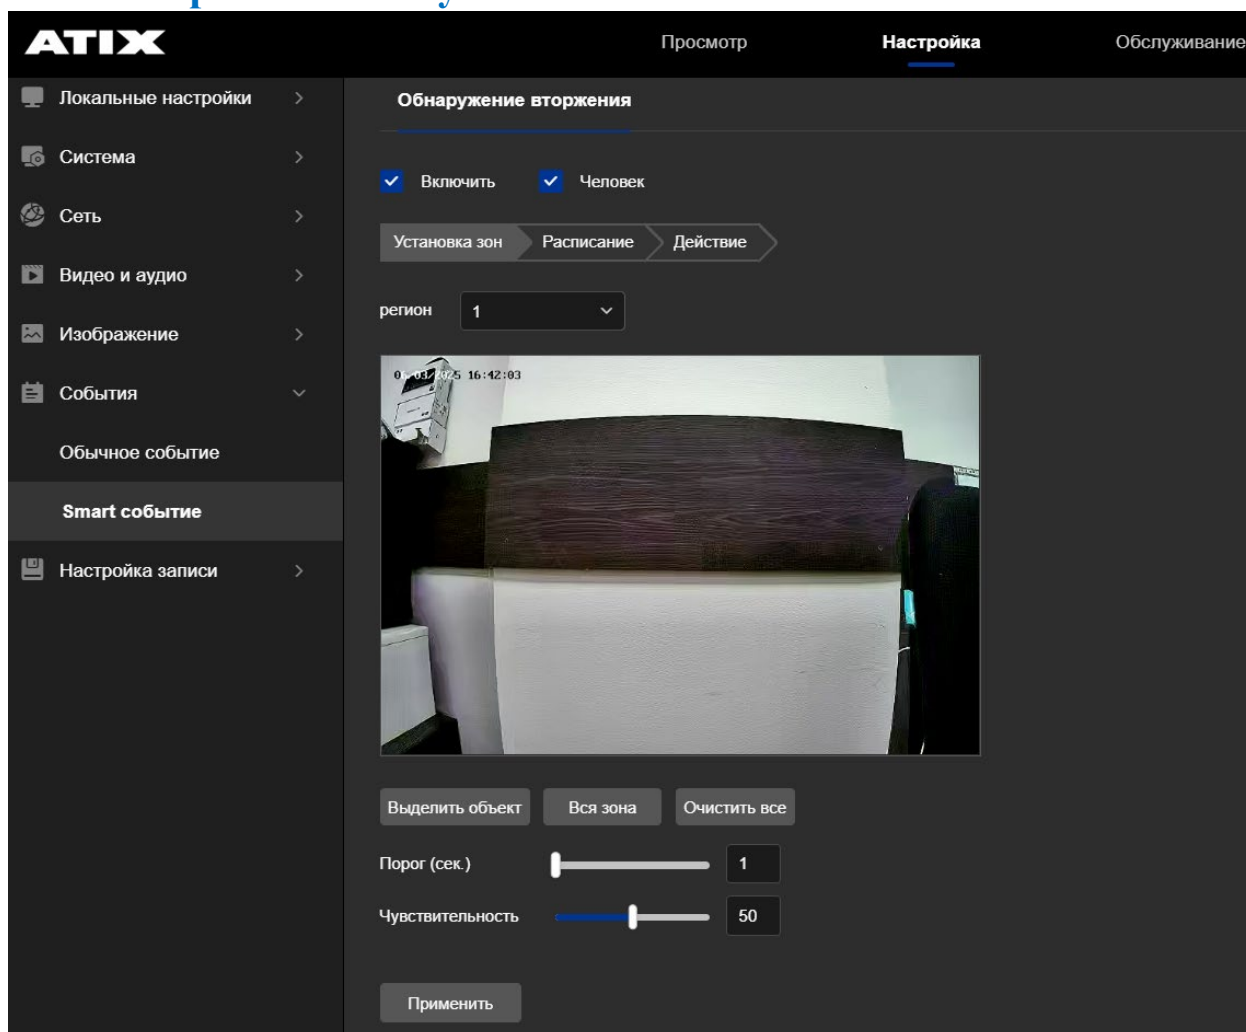 ATIX
Просмотр
Настройка
Обслуживание
Локальные настройки
Система
Сеть
Видео и аудио
Изображение
События
Обычное событие
Smart событие
Настройка записи
Обнаружение вторжения
Включить
Человек
Установка зон
Расписание
Действие
регион
1
16:42:03
Выделить объект
Вся зона
Очистить все
Порог (сек.)
1
Чувствительность
50
Применить